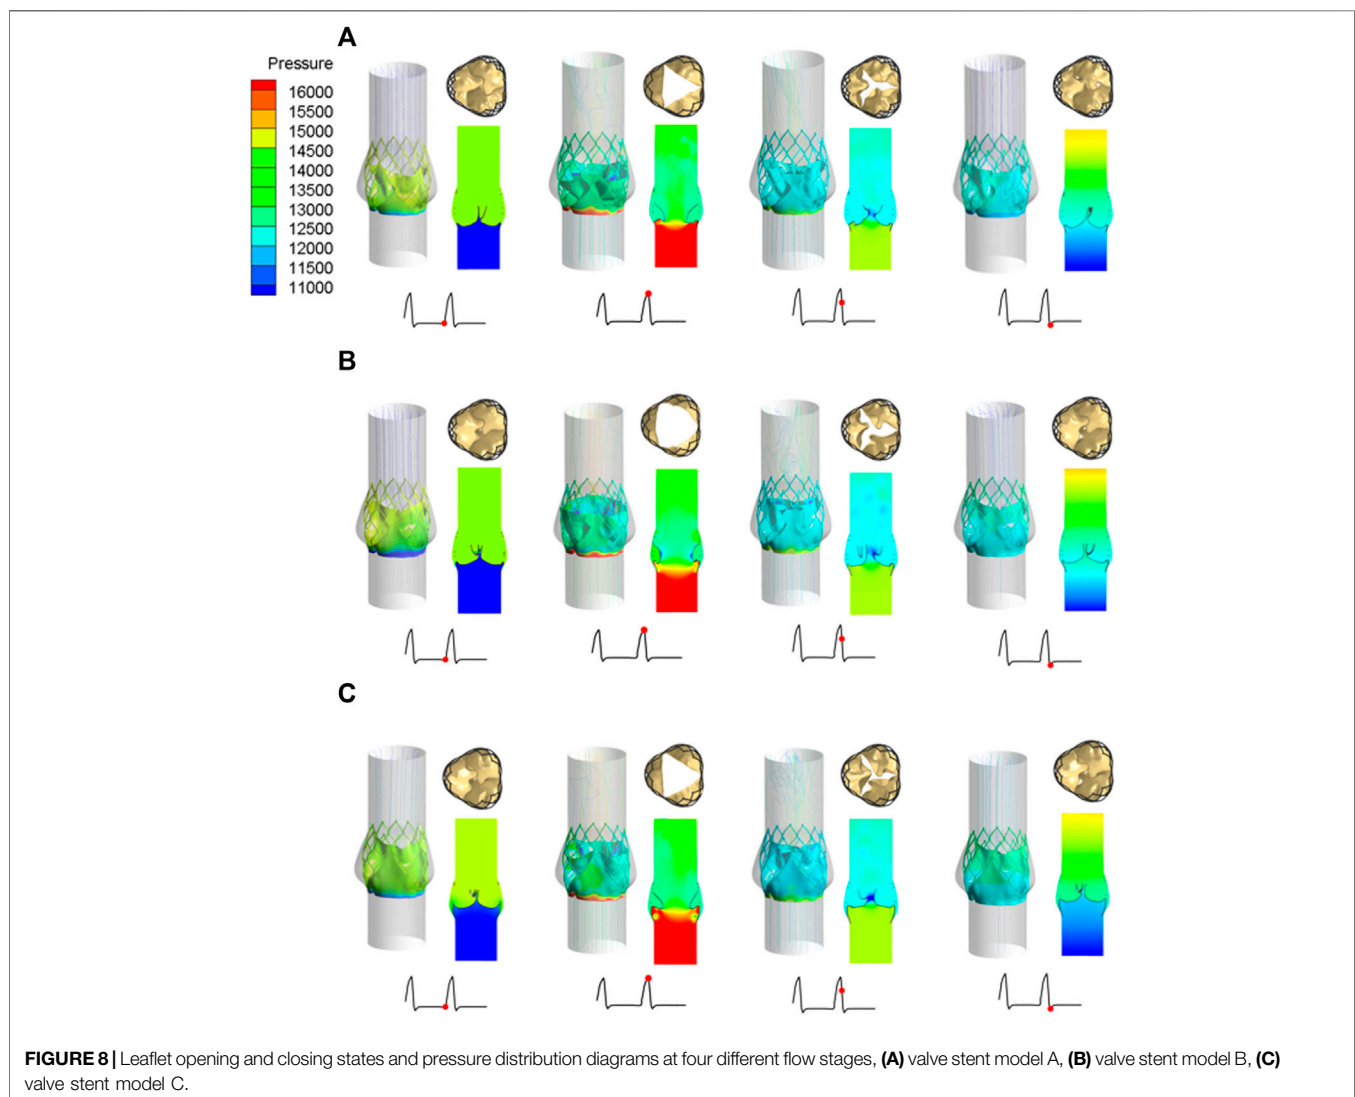 A
Pressure
16000
15500
15000
14500
14000
13500
13000
12500
12000
11500
11000
B
C
FIGURE 8 | Leaflet opening and closing states and pressure distribution diagrams at four different flow stages, (A) valve stent model A, (B) valve stent model B, (C)
valve stent model C.